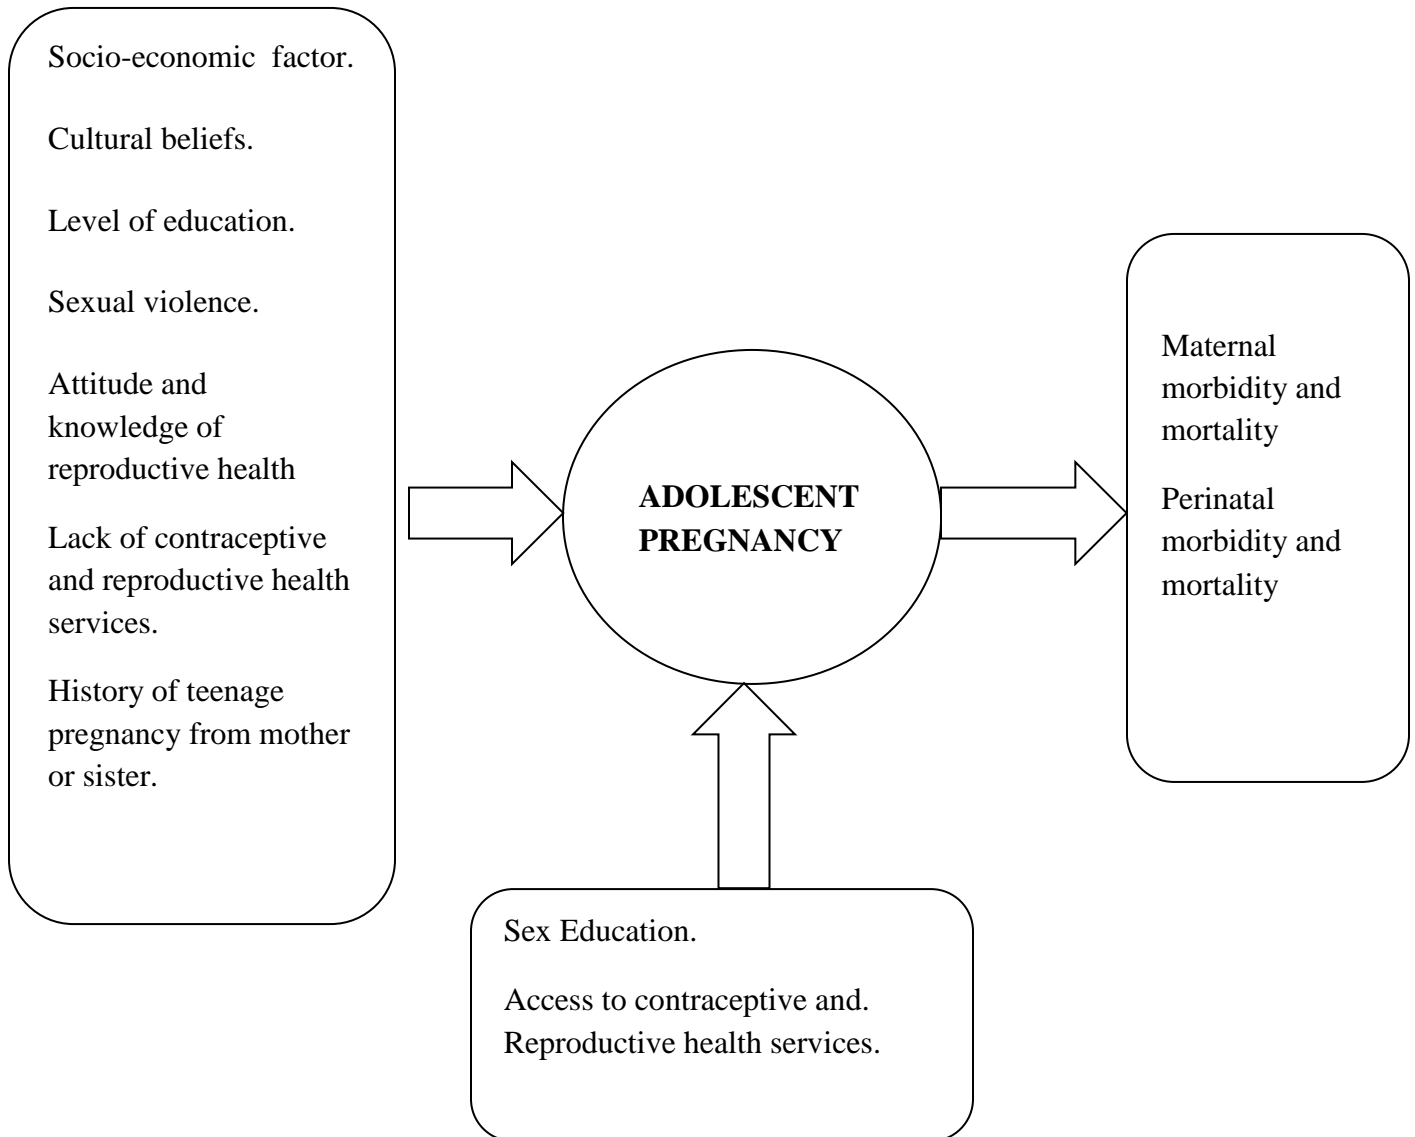 Socio-economic  factor.
Cultural beliefs.
Level of education.
Sexual violence.
Attitude and
knowledge of
reproductive health
Lack of contraceptive
and reproductive health
services.
History of teenage
pregnancy from mother
or sister.
ADOLESCENT
PREGNANCY
Maternal
morbidity and
mortality
Perinatal
morbidity and
mortality
Sex Education.
Access to contraceptive and.
Reproductive health services.